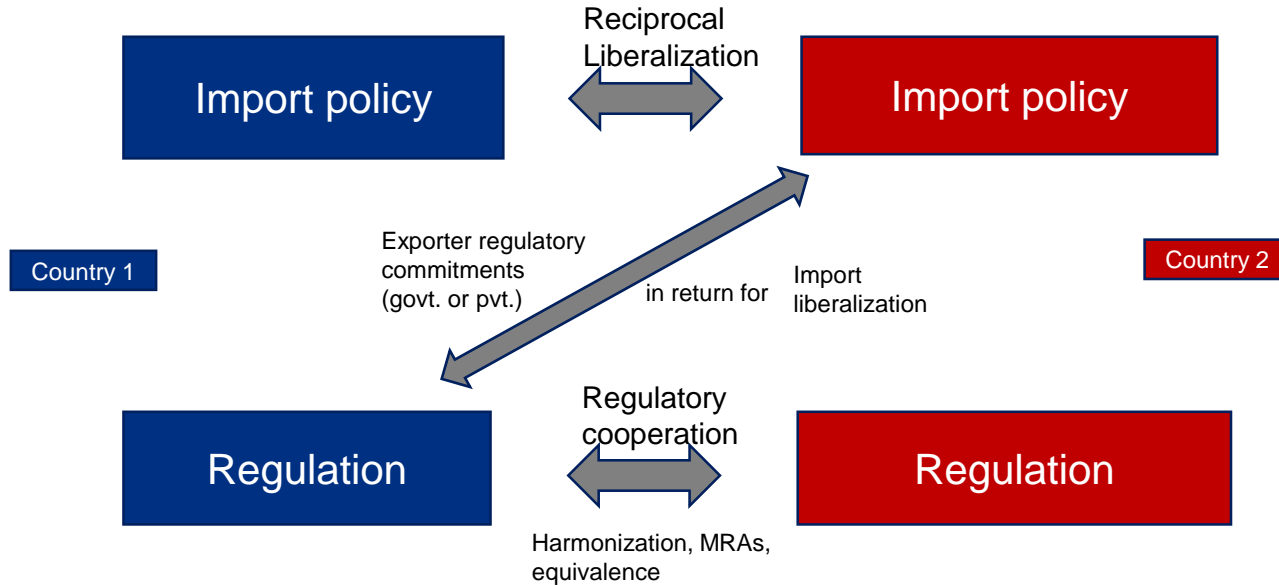 Reciprocal
Liberalization
Import policy
Import policy
Exporter regulatory
commitments
(govt. or pvt.)
in return for
Import
liberalization
Country 1
Country 2
Regulatory
cooperation
Regulation
Regulation
Harmonization, MRAs,
equivalence